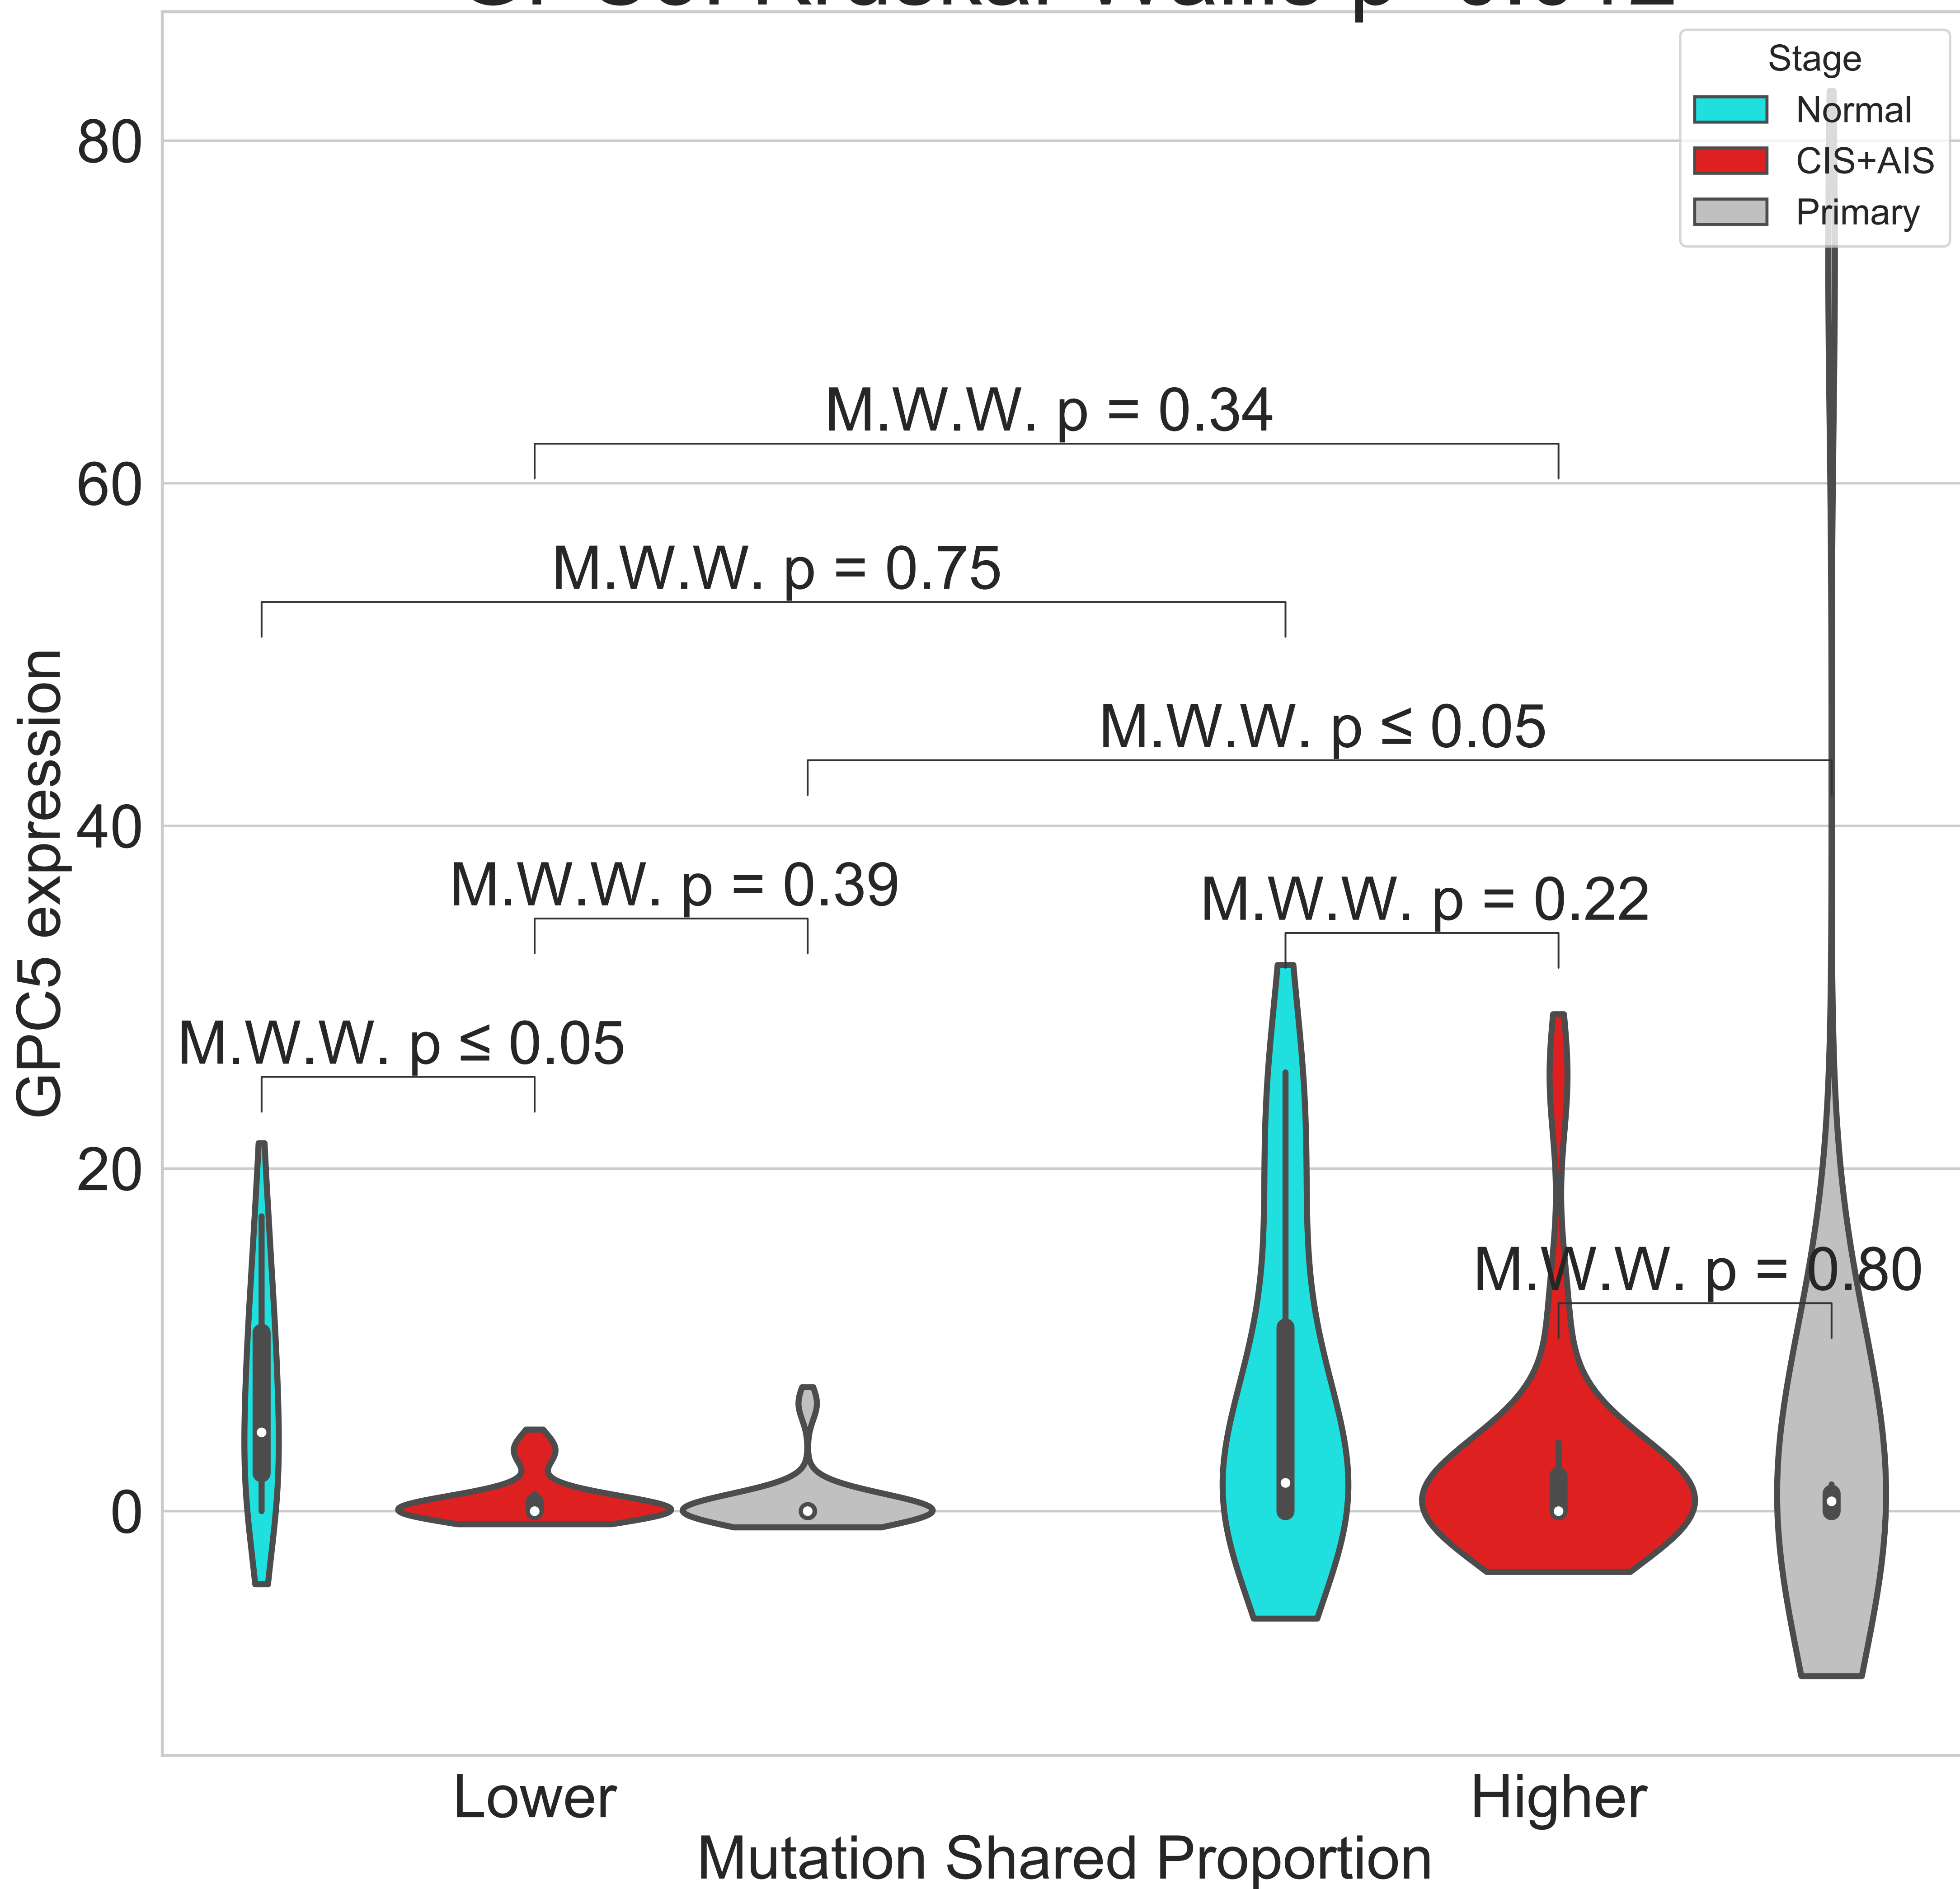 Stage
Normal
CIS+AIS
Primary
80
60
40
20
0
GPC5 expression
M.W.W. p = 0.34
M.W.W. p = 0.75
M.W.W. p ≤ 0.05
M.W.W. p = 0.39
M.W.W. p = 0.22
M.W.W. p ≤ 0.05
M.W.W. p = 0.80
Lower
Higher
Mutation Shared Proportion